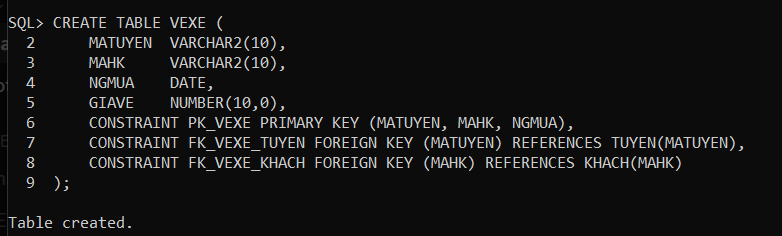 SQL> CREATE TABLE VEXE (
  2      MATUYEN  VARCHAR2(10),
  3      MAHK     VARCHAR2(10),
  4      NGMUA    DATE,
  5      GIAVE    NUMBER(10,0),
  6      CONSTRAINT PK_VEXE PRIMARY KEY (MATUYEN, MAHK, NGMUA),
  7      CONSTRAINT FK_VEXE_TUYEN FOREIGN KEY (MATUYEN) REFERENCES TUYEN(MATUYEN),
  8      CONSTRAINT FK_VEXE_KHACH FOREIGN KEY (MAHK) REFERENCES KHACH(MAHK)
  9  );
Table created.